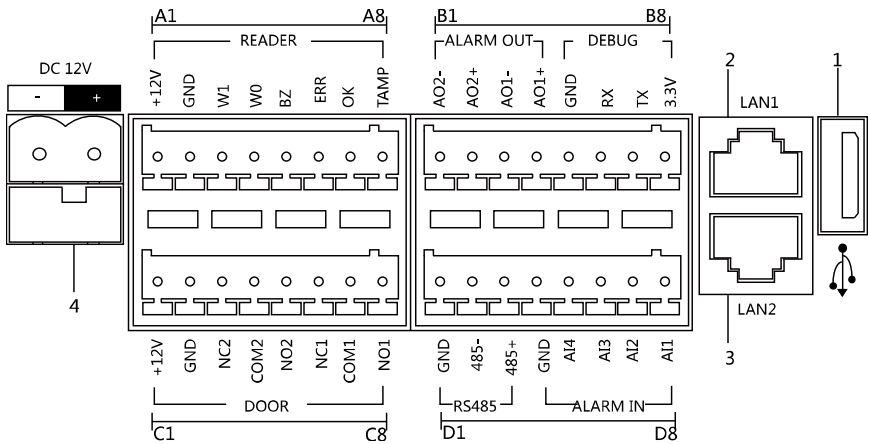 A1 A8 B1 B8
READER ALARM OUT DEBUG
2 1
DC 12V
- +
+12V GND W1 W0 BZ ERR OK TAMP AO2- AO2+ AO1- AO1+ GND RX TX 3.3V
LAN1
4
LAN2
3
+12V GND NC2 COM2 NO2 NC1 COM1 NO1 GND 485- 485+ GND AI4 AI3 AI2 AI1
DOOR RS485 ALARM IN
C1 C8 D1 D8